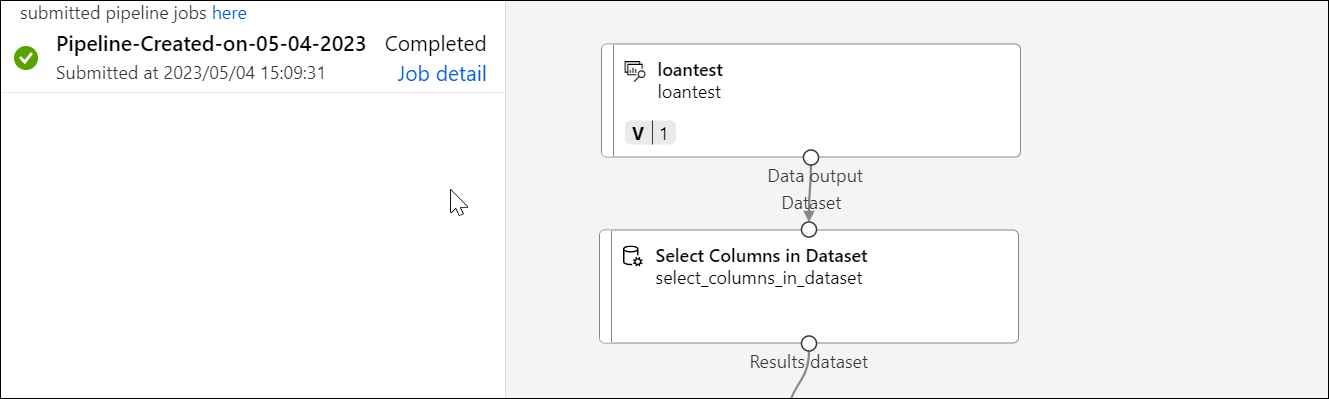 submitted pipeline jobs here
Pipeline-Created-on-05-04-2023 Completed
Submitted at 2023/05/04 15:09:31 Job detail
loantest
loantest
V 1
Data output
Dataset
Select Columns in Dataset
select_columns_in_dataset
Results dataset